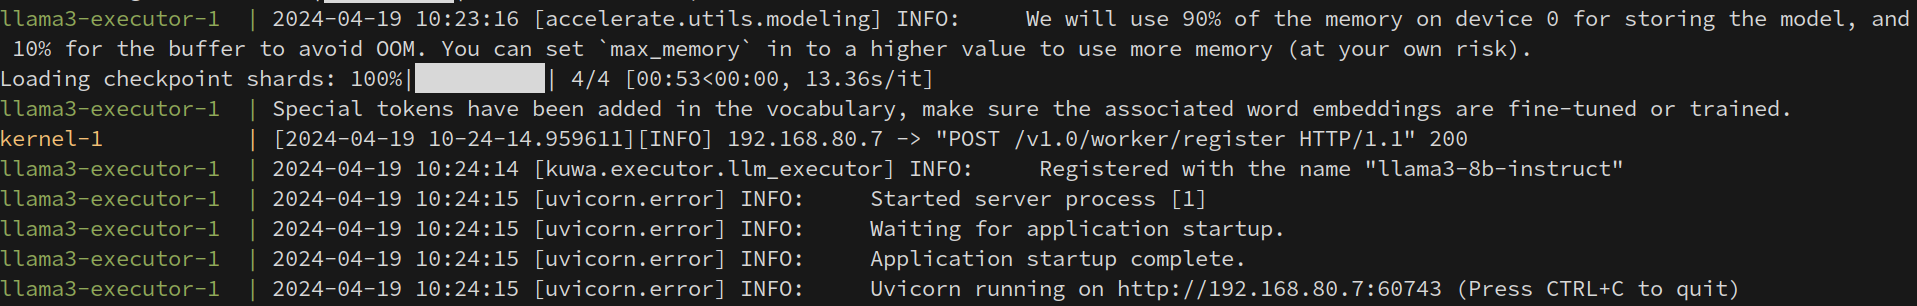 llama3-executor-1  | 2024-04-19 10:23:16 [accelerate.utils.modeling] INFO:     We will use 90% of the memory on device 0 for storing the model, and
10% for the buffer to avoid OOM. You can set `max_memory` in to a higher value to use more memory (at your own risk).
Loading checkpoint shards: 100%|██████████| 4/4 [00:53<00:00, 13.36s/it]
llama3-executor-1  | Special tokens have been added in the vocabulary, make sure the associated word embeddings are fine-tuned or trained.
kernel-1           | [2024-04-19 10-24-14.959611][INFO] 192.168.80.7 -> "POST /v1.0/worker/register HTTP/1.1" 200
llama3-executor-1  | 2024-04-19 10:24:14 [kuwa.executor.llm_executor] INFO:     Registered with the name "llama3-8b-instruct"
llama3-executor-1  | 2024-04-19 10:24:15 [uvicorn.error] INFO:     Started server process [1]
llama3-executor-1  | 2024-04-19 10:24:15 [uvicorn.error] INFO:     Waiting for application startup.
llama3-executor-1  | 2024-04-19 10:24:15 [uvicorn.error] INFO:     Application startup complete.
llama3-executor-1  | 2024-04-19 10:24:15 [uvicorn.error] INFO:     Uvicorn running on http://192.168.80.7:60743 (Press CTRL+C to quit)